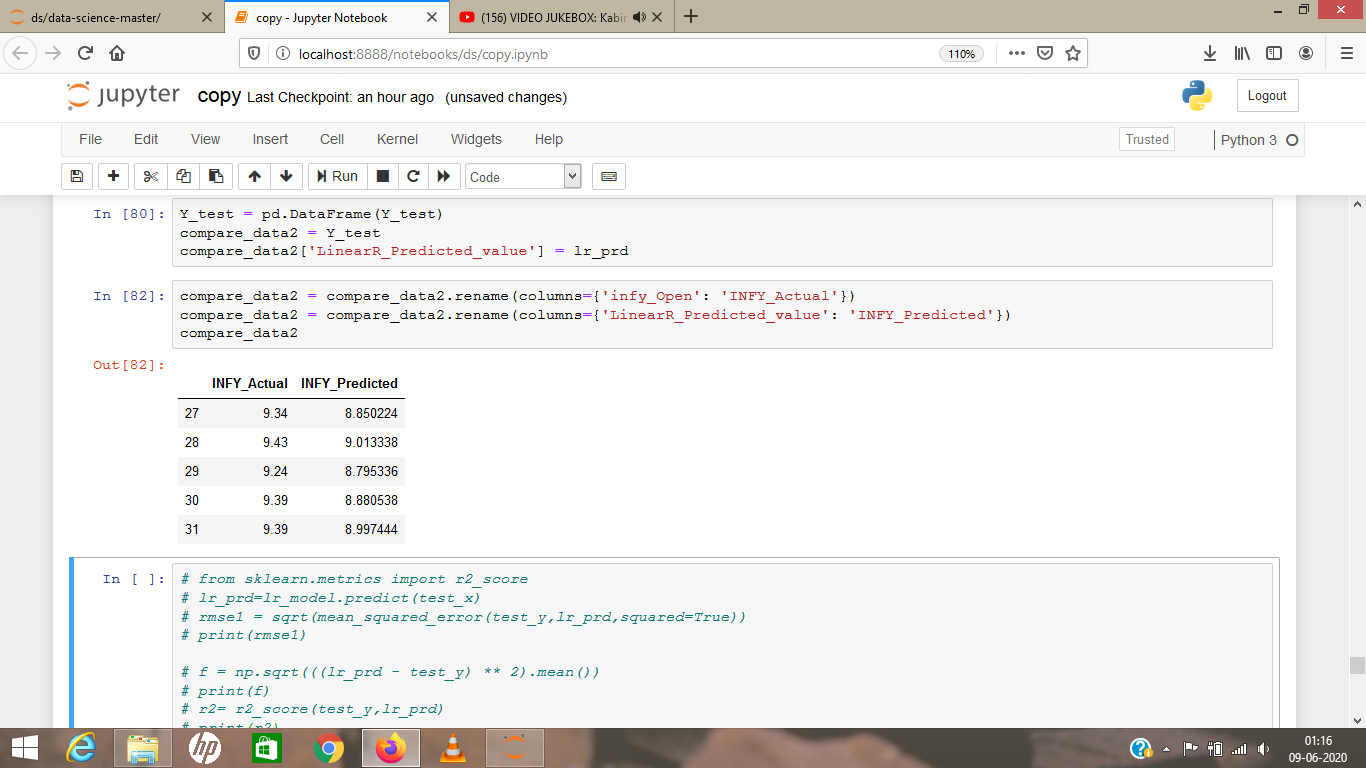 ds/data-science-master/
copy - Jupyter Notebook
(156) VIDEO JUKEBOX: Kabir
localhost:8888/notebooks/ds/copy.ipynb
110%
jupyter copy Last Checkpoint: an hour ago (unsaved changes)
Logout
File Edit View Insert Cell Kernel Widgets Help
Trusted
Python 3
Run
Code
In [80]: Y_test = pd.DataFrame(Y_test)
compare_data2 = Y_test
compare_data2['LinearR_Predicted_value'] = lr_prd
In [82]: compare_data2 = compare_data2.rename(columns={'infy_Open': 'INFY_Actual'})
compare_data2 = compare_data2.rename(columns={'LinearR_Predicted_value': 'INFY_Predicted'})
compare_data2
Out[82]:
INFY_Actual INFY_Predicted
27 9.34 8.850224
28 9.43 9.013338
29 9.24 8.795336
30 9.39 8.880538
31 9.39 8.997444
In [ ]: # from sklearn.metrics import r2_score
# lr_prd=lr_model.predict(test_x)
# rmse1 = sqrt(mean_squared_error(test_y,lr_prd,squared=True))
# print(rmse1)
# f = np.sqrt(((lr_prd - test_y) ** 2).mean())
# print(f)
# r2= r2_score(test_y,lr_prd)
# print(r2)
hp
01:16
09-06-2020